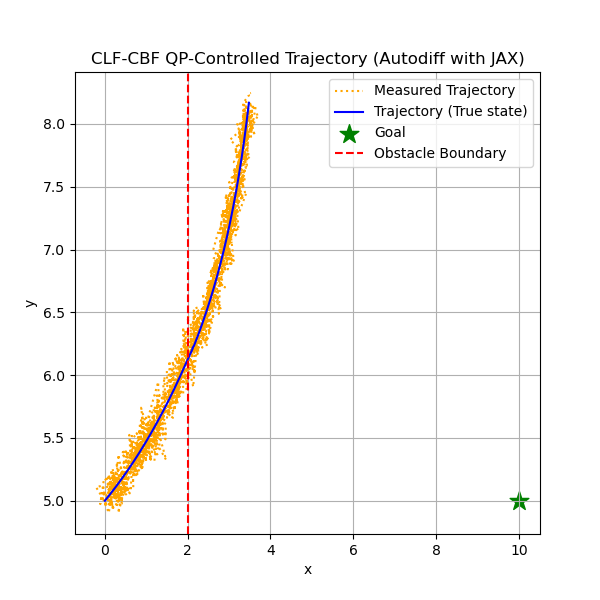 CLF-CBF QP-Controlled Trajectory (Autodiff with JAX)
Measured Trajectory
Trajectory (True state)
Goal
Obstacle Boundary
8.0
7.5
7.0
6.5
6.0
5.5
5.0
y
0 2 4 6 8 10
x